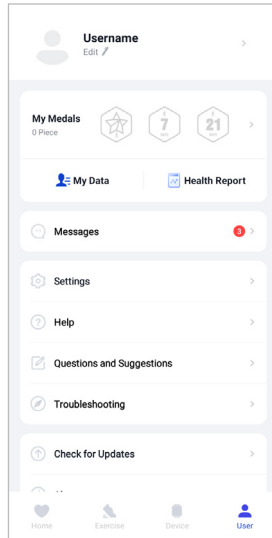 Username
Edit
My Medals
0 Piece
7
21
My Data
Health Report
Messages
3
Settings
Help
Questions and Suggestions
Troubleshooting
Check for Updates
Home
Exercise
Device
User